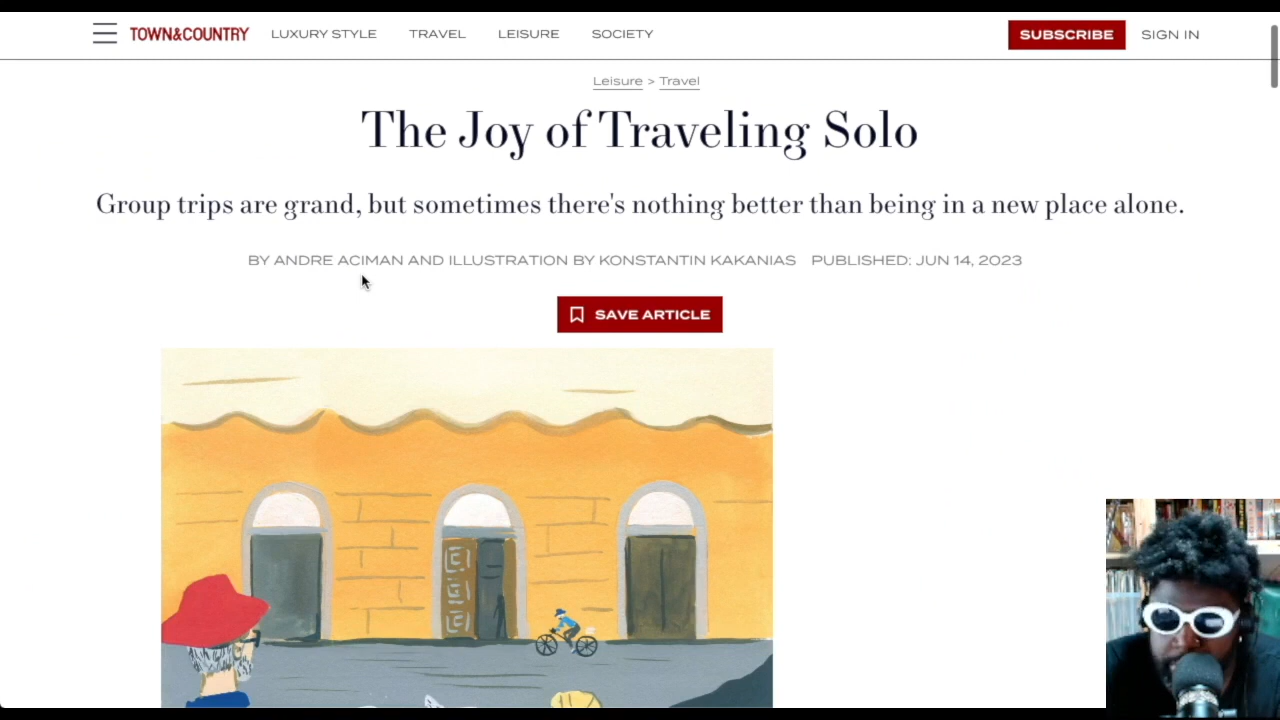 TOWN&COUNTRY LUXURY STYLE TRAVEL LEISURE SOCIETY SUBSCRIBE SIGN IN
Leisure > Travel
The Joy of Traveling Solo
Group trips are grand, but sometimes there's nothing better than being in a new place alone.
BY ANDRE ACIMAN AND ILLUSTRATION BY KONSTANTIN KAKANIAS PUBLISHED: JUN 14, 2023
SAVE ARTICLE